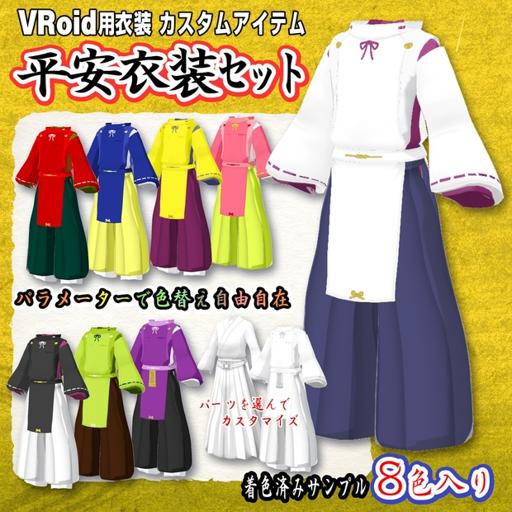 VRoid用衣装 カスタムアイテム
平安衣装セット
パラメーターで色替え自由自在
パーツを選んで
カスタマイズ
着色済みサンプル 8色入り